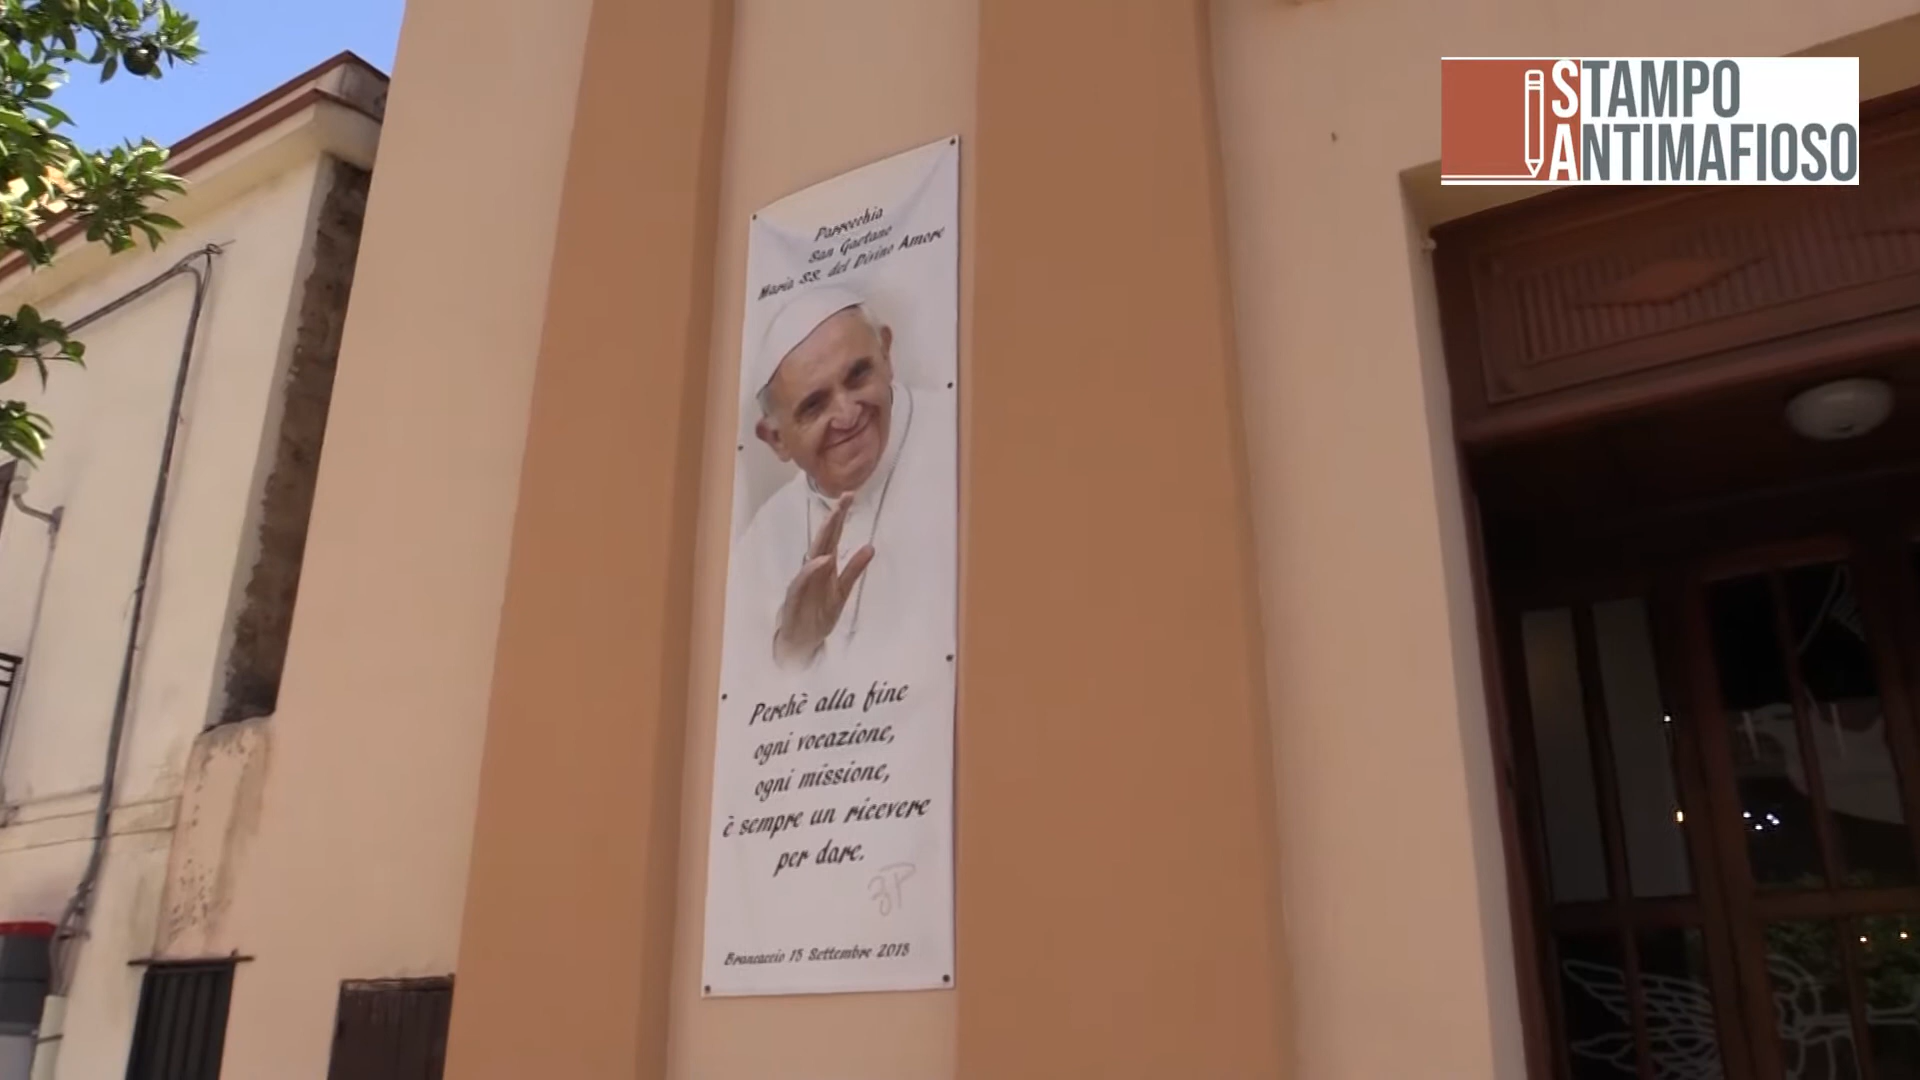 STAMPO
ANTIMAFIOSO
Parrocchia
San Gaetano
Maria SS. del Divino Amore
Perchè alla fine
ogni vocazione,
ogni missione,
è sempre un ricevere
per dare.
3P
Brancaccio 15 Settembre 2018